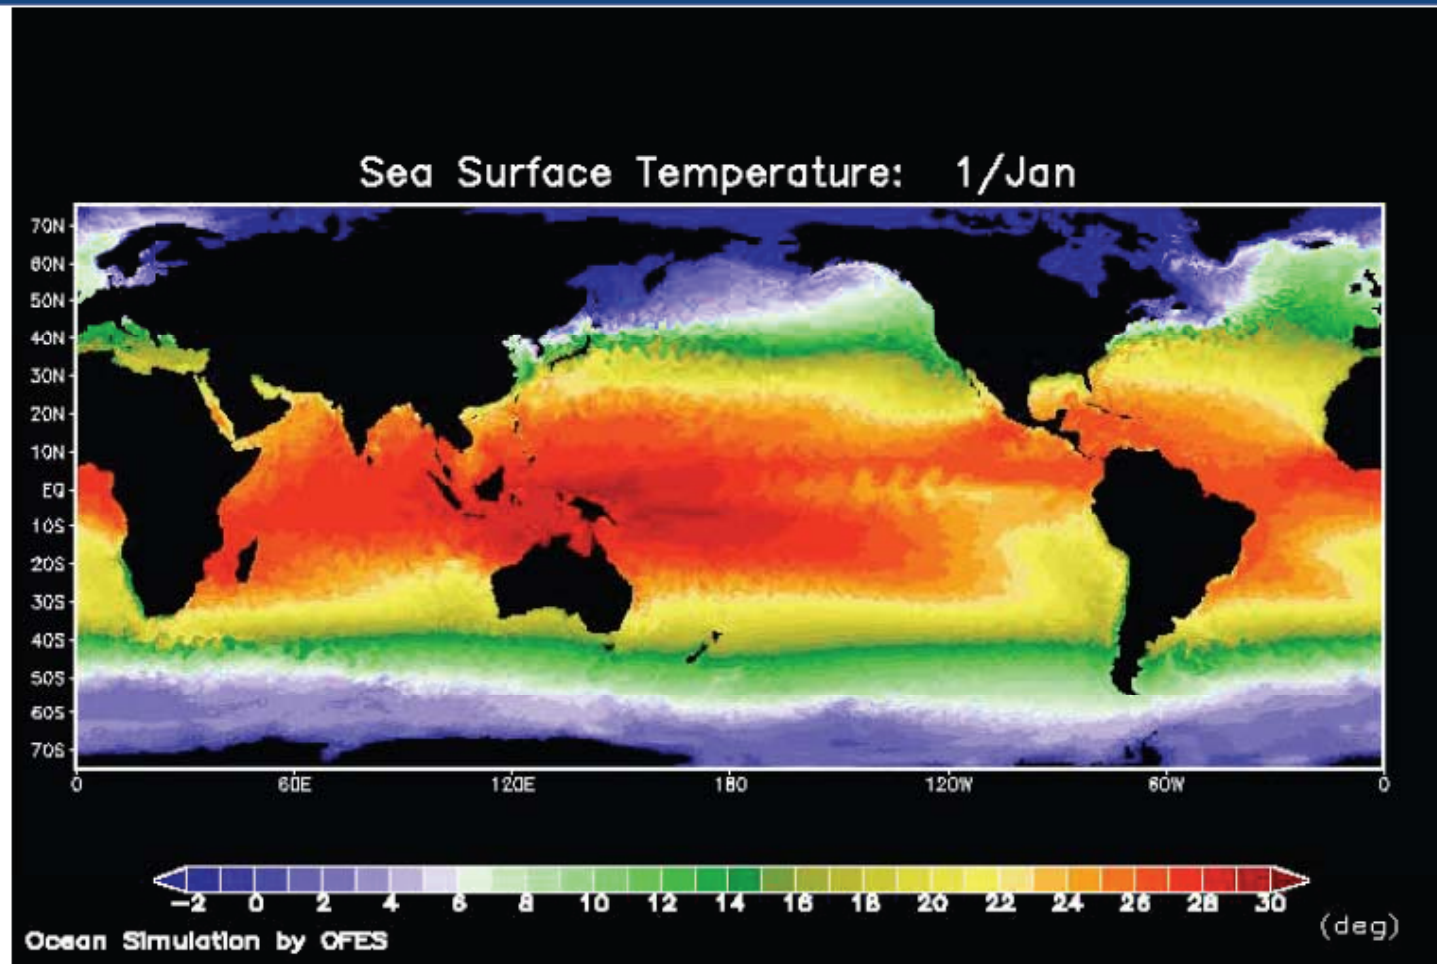 Sea Surface Temperature: 1/Jan
70N
60N
50N
40N
30N
20N
10N
EQ
10S
20S
30S
40S
50S
60S
70S
0 60E 120E 180 120W 60W 0
-2 0 2 4 6 8 10 12 14 16 18 20 22 24 26 28 30
(deg)
Ocean Simulation by OFES